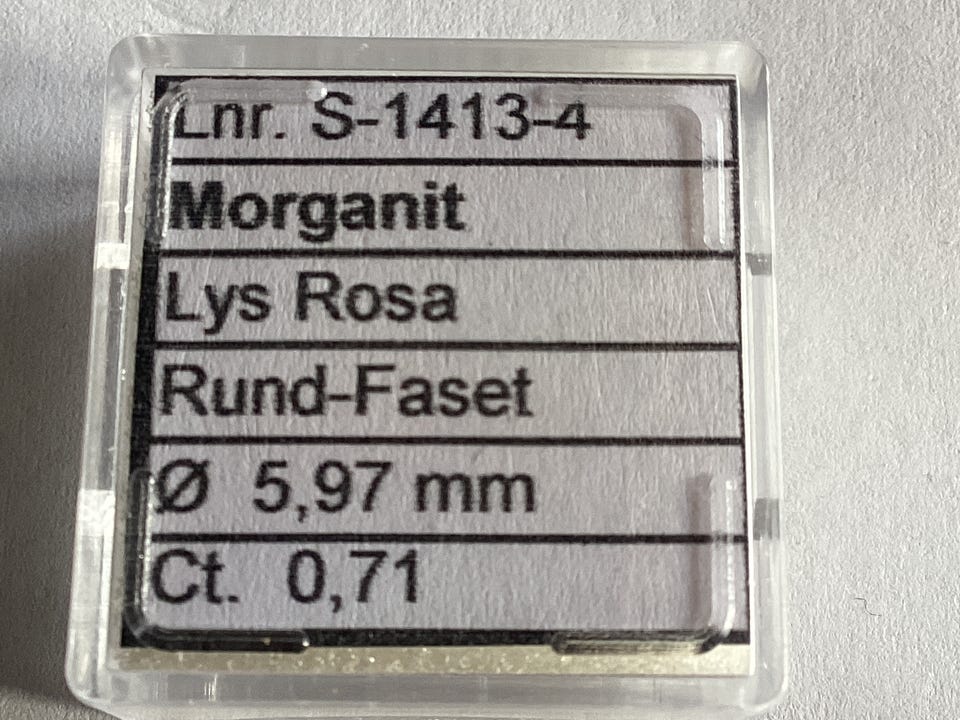 Lnr. S-1413-4
Morganit
Lys Rosa
Rund-Faset
Ø 5,97 mm
Ct. 0,71